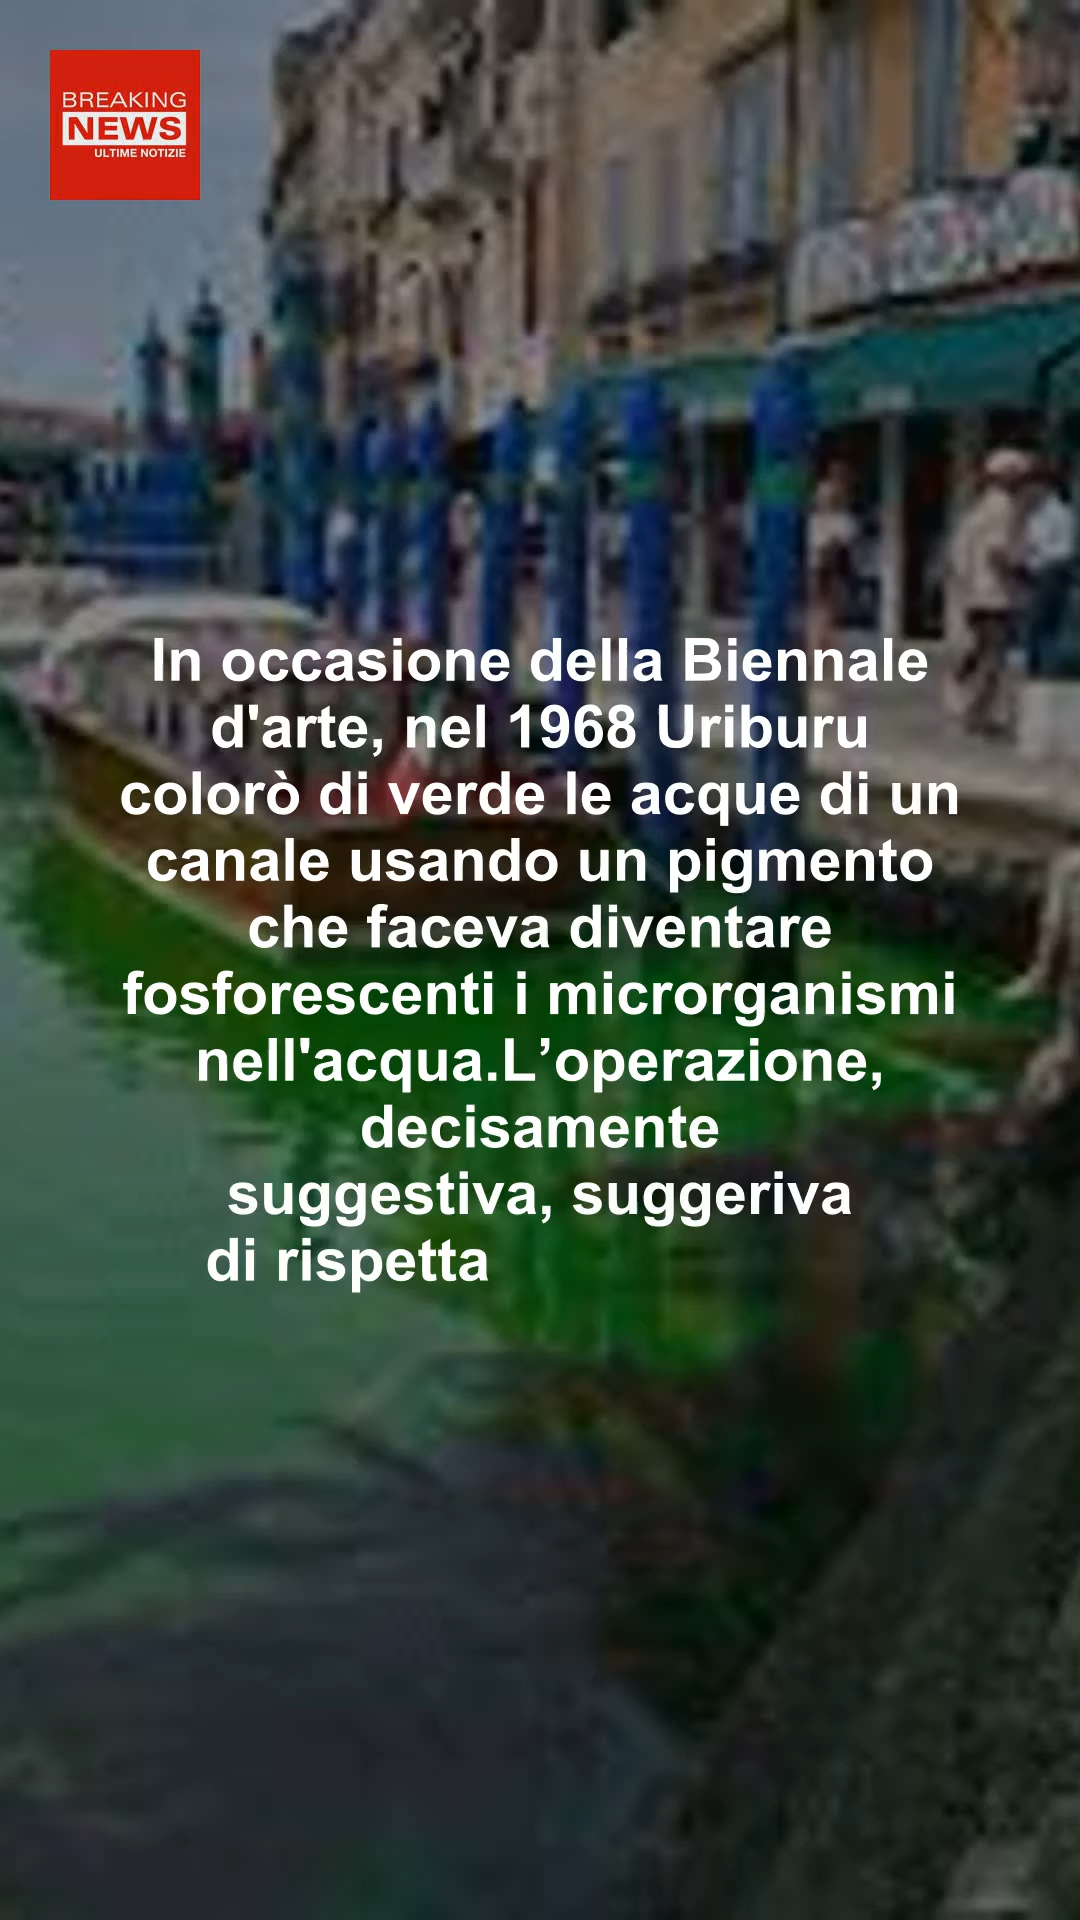 BREAKING
NEWS
ULTIME NOTIZIE
In occasione della Biennale
d'arte, nel 1968 Uriburu
colorò di verde le acque di un
canale usando un pigmento
che faceva diventare
fosforescenti i microrganismi
nell'acqua.L’operazione,
decisamente
suggestiva, suggeriva
di rispetta